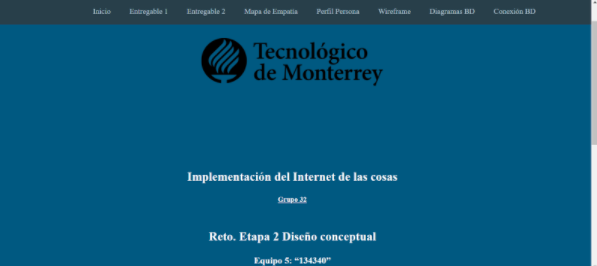 Inicio Entregable 1 Entregable 2 Mapa de Empatía Perfil Persona Wireframe Diagramas BD Conexión BD
Tecnológico
de Monterrey
Implementación del Internet de las cosas
Grupo J2
Reto. Etapa 2 Diseño conceptual
Equipo 5: “134340”